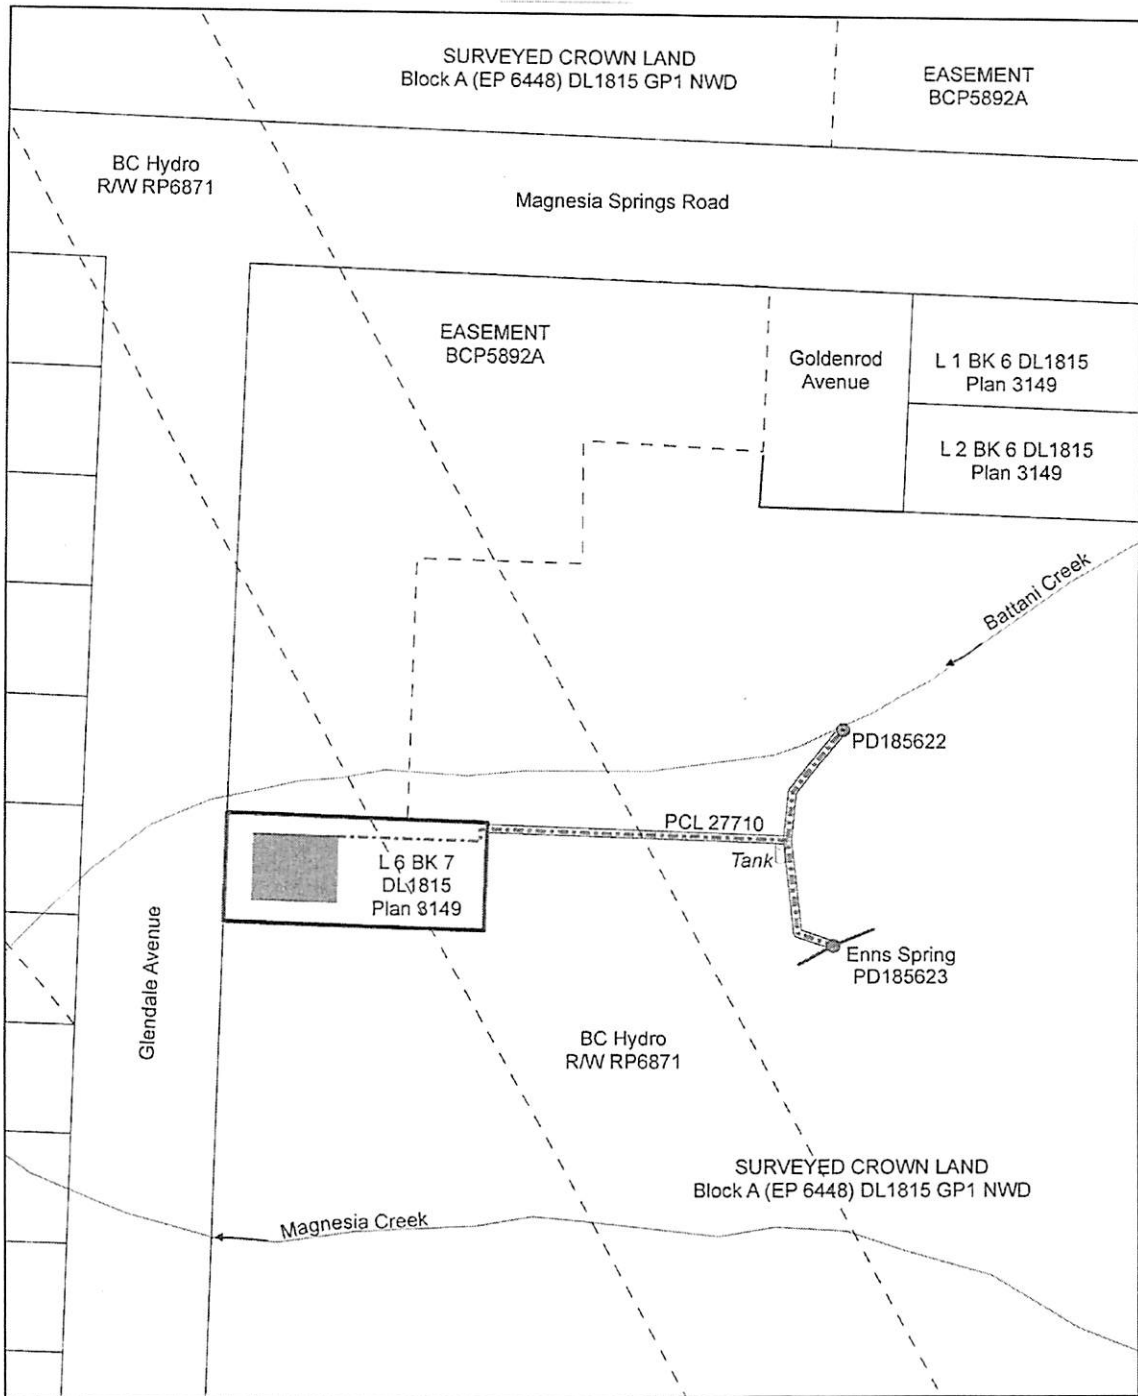 SURVEYED CROWN LAND
Block A (EP 6448) DL1815 GP1 NWD
EASEMENT
BCP5892A
BC Hydro
R/W RP6871
Magnesia Springs Road
EASEMENT
BCP5892A
Goldenrod
Avenue
L 1 BK 6 DL1815
Plan 3149
L 2 BK 6 DL1815
Plan 3149
Battani Creek
PD185622
PCL 27710
Tank
L 6 BK 7
DL1815
Plan 3149
Glendale Avenue
Enns Spring
PD185623
BC Hydro
R/W RP6871
SURVEYED CROWN LAND
Block A (EP 6448) DL1815 GP1 NWD
Magnesia Creek